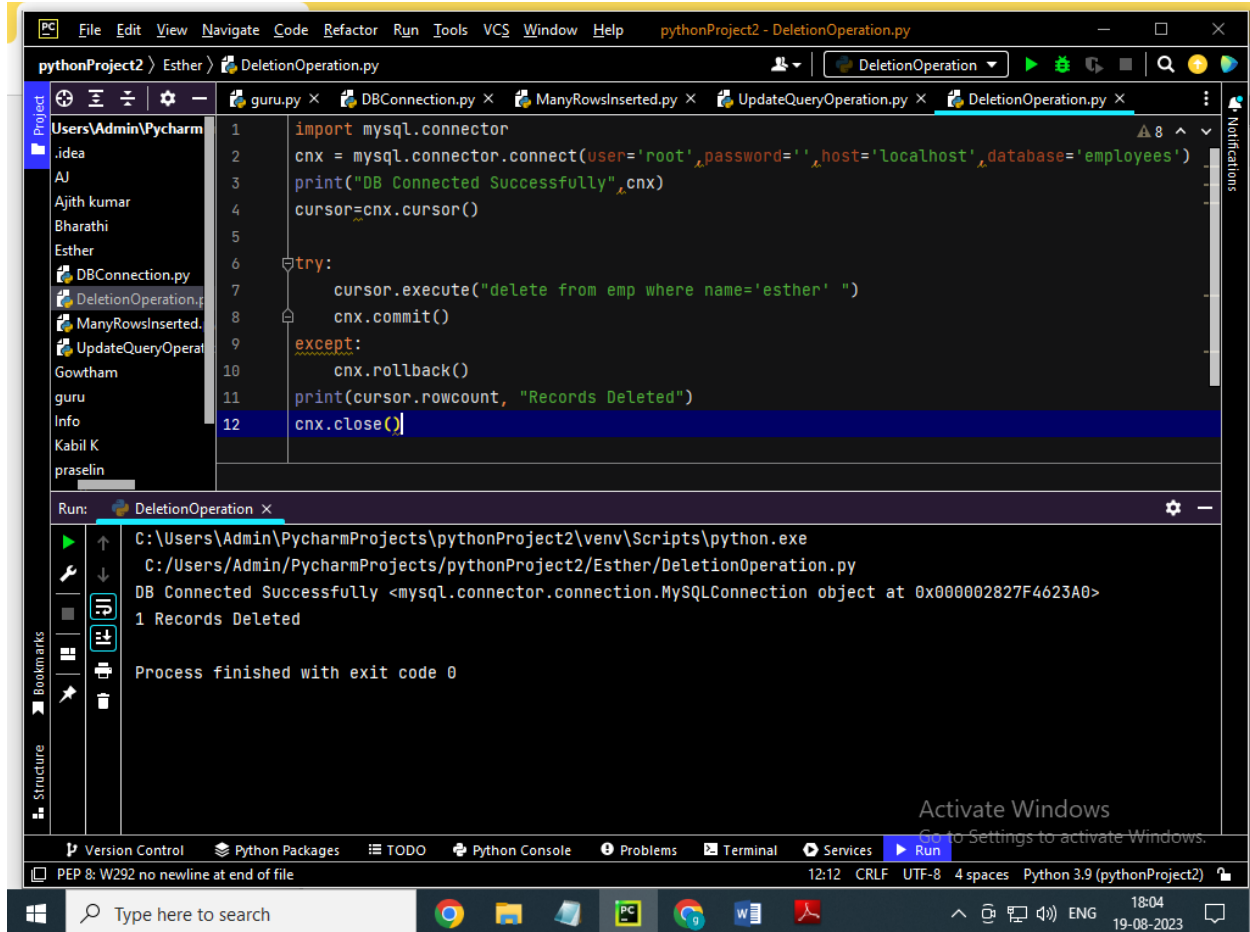 PC File Edit View Navigate Code Refactor Run Tools VCS Window Help pythonProject2 - DeletionOperation.py
pythonProject2 〉 Esther 〉 DeletionOperation.py DeletionOperation
Project
guru.py DBConnection.py ManyRowsInserted.py UpdateQueryOperation.py DeletionOperation.py
Notifications
8
Users\Admin\Pycharm
.idea
AJ
Ajith kumar
Bharathi
Esther
DBConnection.py
DeletionOperation.p
ManyRowsInserted.
UpdateQueryOperat
Gowtham
guru
Info
Kabil K
praselin
1 import mysql.connector
2 cnx = mysql.connector.connect(user='root',password='',host='localhost',database='employees')
3 print("DB Connected Successfully",cnx)
4 cursor=cnx.cursor()
5
6 try:
7 cursor.execute("delete from emp where name='esther' ")
8 cnx.commit()
9 except:
10 cnx.rollback()
11 print(cursor.rowcount, "Records Deleted")
12 cnx.close()
Run: DeletionOperation
C:\Users\Admin\PycharmProjects\pythonProject2\venv\Scripts\python.exe
C:/Users/Admin/PycharmProjects/pythonProject2/Esther/DeletionOperation.py
DB Connected Successfully <mysql.connector.connection.MySQLConnection object at 0x000002827F4623A0>
1 Records Deleted
Process finished with exit code 0
Bookmarks
Structure
Activate Windows
Go to Settings to activate Windows.
Version Control Python Packages TODO Python Console Problems Terminal Services Run
PEP 8: W292 no newline at end of file 12:12 CRLF UTF-8 4 spaces Python 3.9 (pythonProject2)
Type here to search PC W ENG 18:04
19-08-2023